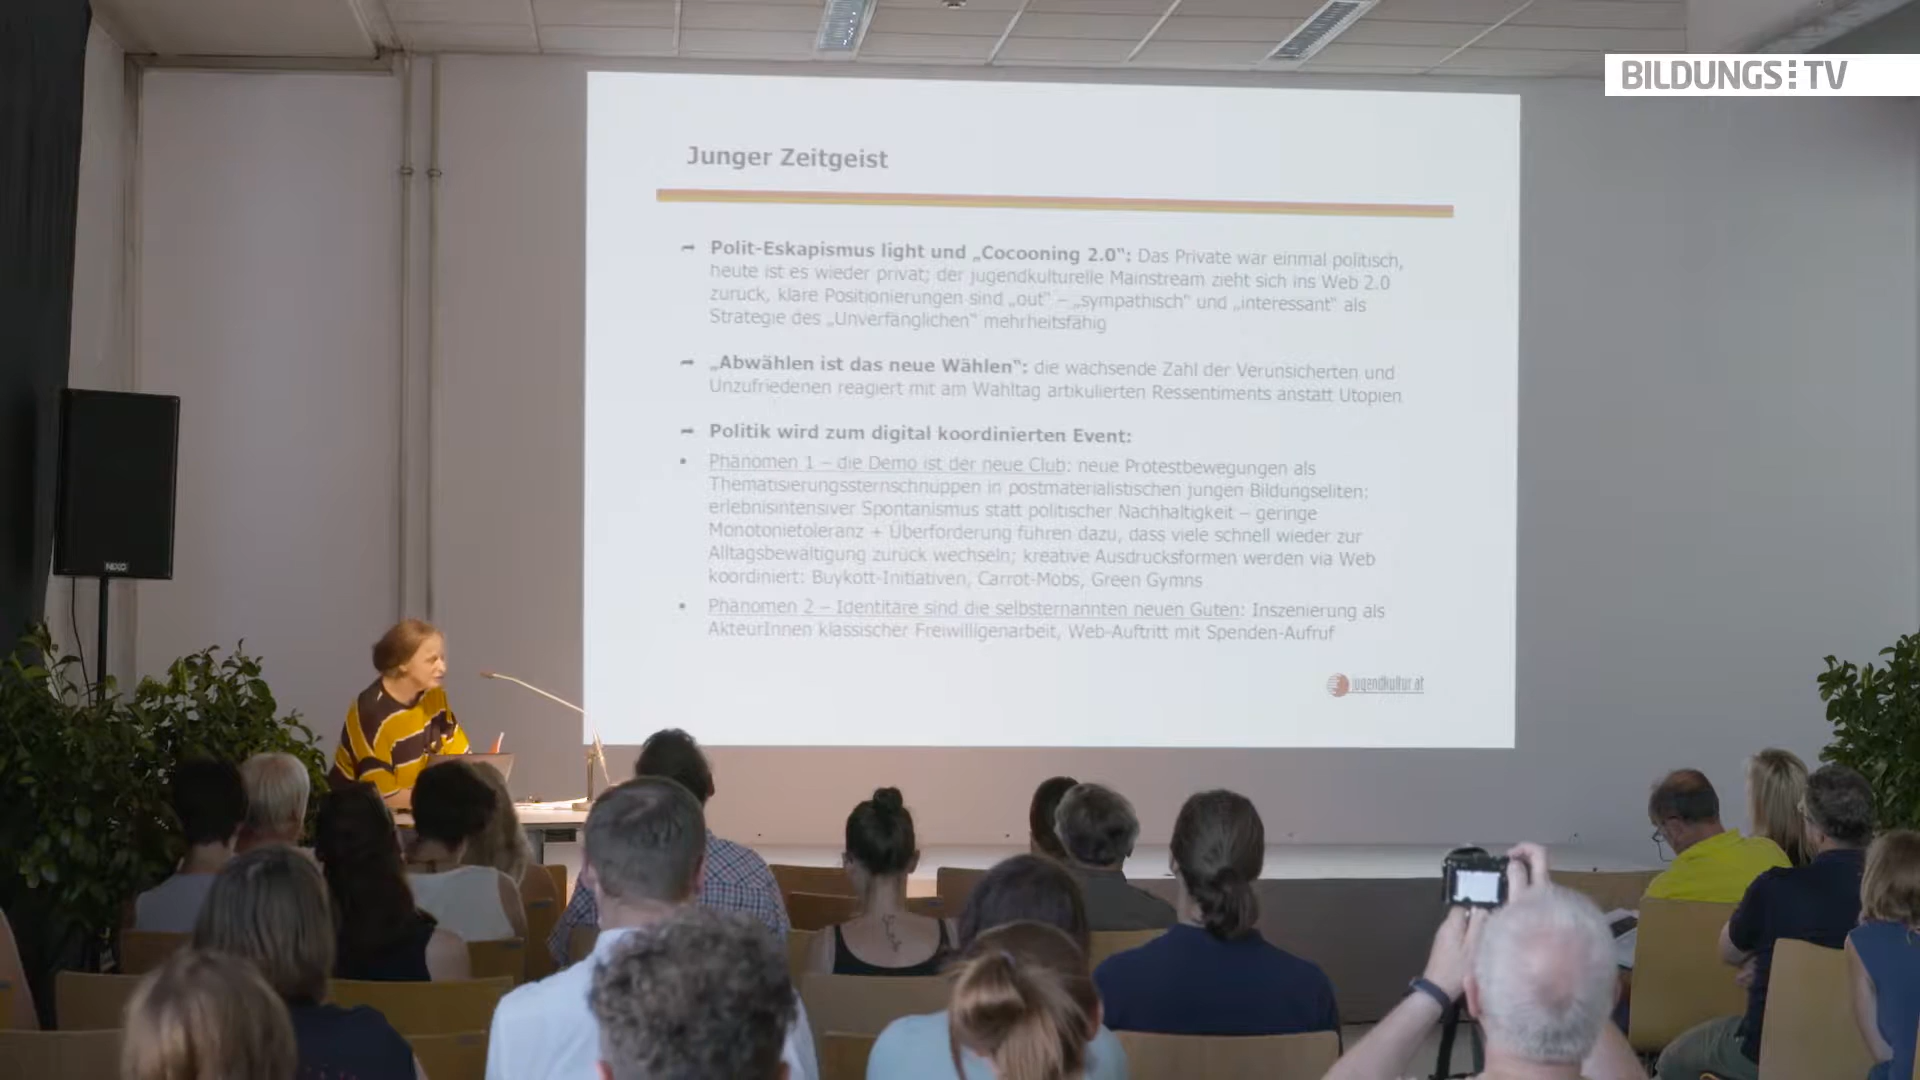 BILDUNGS:TV
Junger Zeitgeist
Polit-Eskapismus light und „Cocooning 2.0“: Das Private war einmal politisch,
heute ist es wieder privat; der jugendkulturelle Mainstream zieht sich ins Web 2.0
zurück, klare Positionierungen sind „out“ – „sympathisch“ und „interessant“ als
Strategie des „Unverfänglichen“ mehrheitsfähig
„Abwählen ist das neue Wählen“: die wachsende Zahl der Verunsicherten und
Unzufriedenen reagiert mit am Wahltag artikulierten Ressentiments anstatt Utopien
Politik wird zum digital koordinierten Event:
• Phänomen 1 – die Demo ist der neue Club: neue Protestbewegungen als
Thematisierungssternschnuppen in postmaterialistischen jungen Bildungseliten:
erlebnisintensiver Spontanismus statt politischer Nachhaltigkeit – geringe
Monotonietoleranz + Überforderung führen dazu, dass viele schnell wieder zur
Alltagsbewältigung zurück wechseln; kreative Ausdrucksformen werden via Web
koordiniert: Buykott-Initiativen, Carrot-Mobs, Green Gymns
• Phänomen 2 – Identitäre sind die selbsternannten neuen Guten: Inszenierung als
AkteurInnen klassischer Freiwilligenarbeit, Web-Auftritt mit Spenden-Aufruf
jugendkultur.at
NEXO